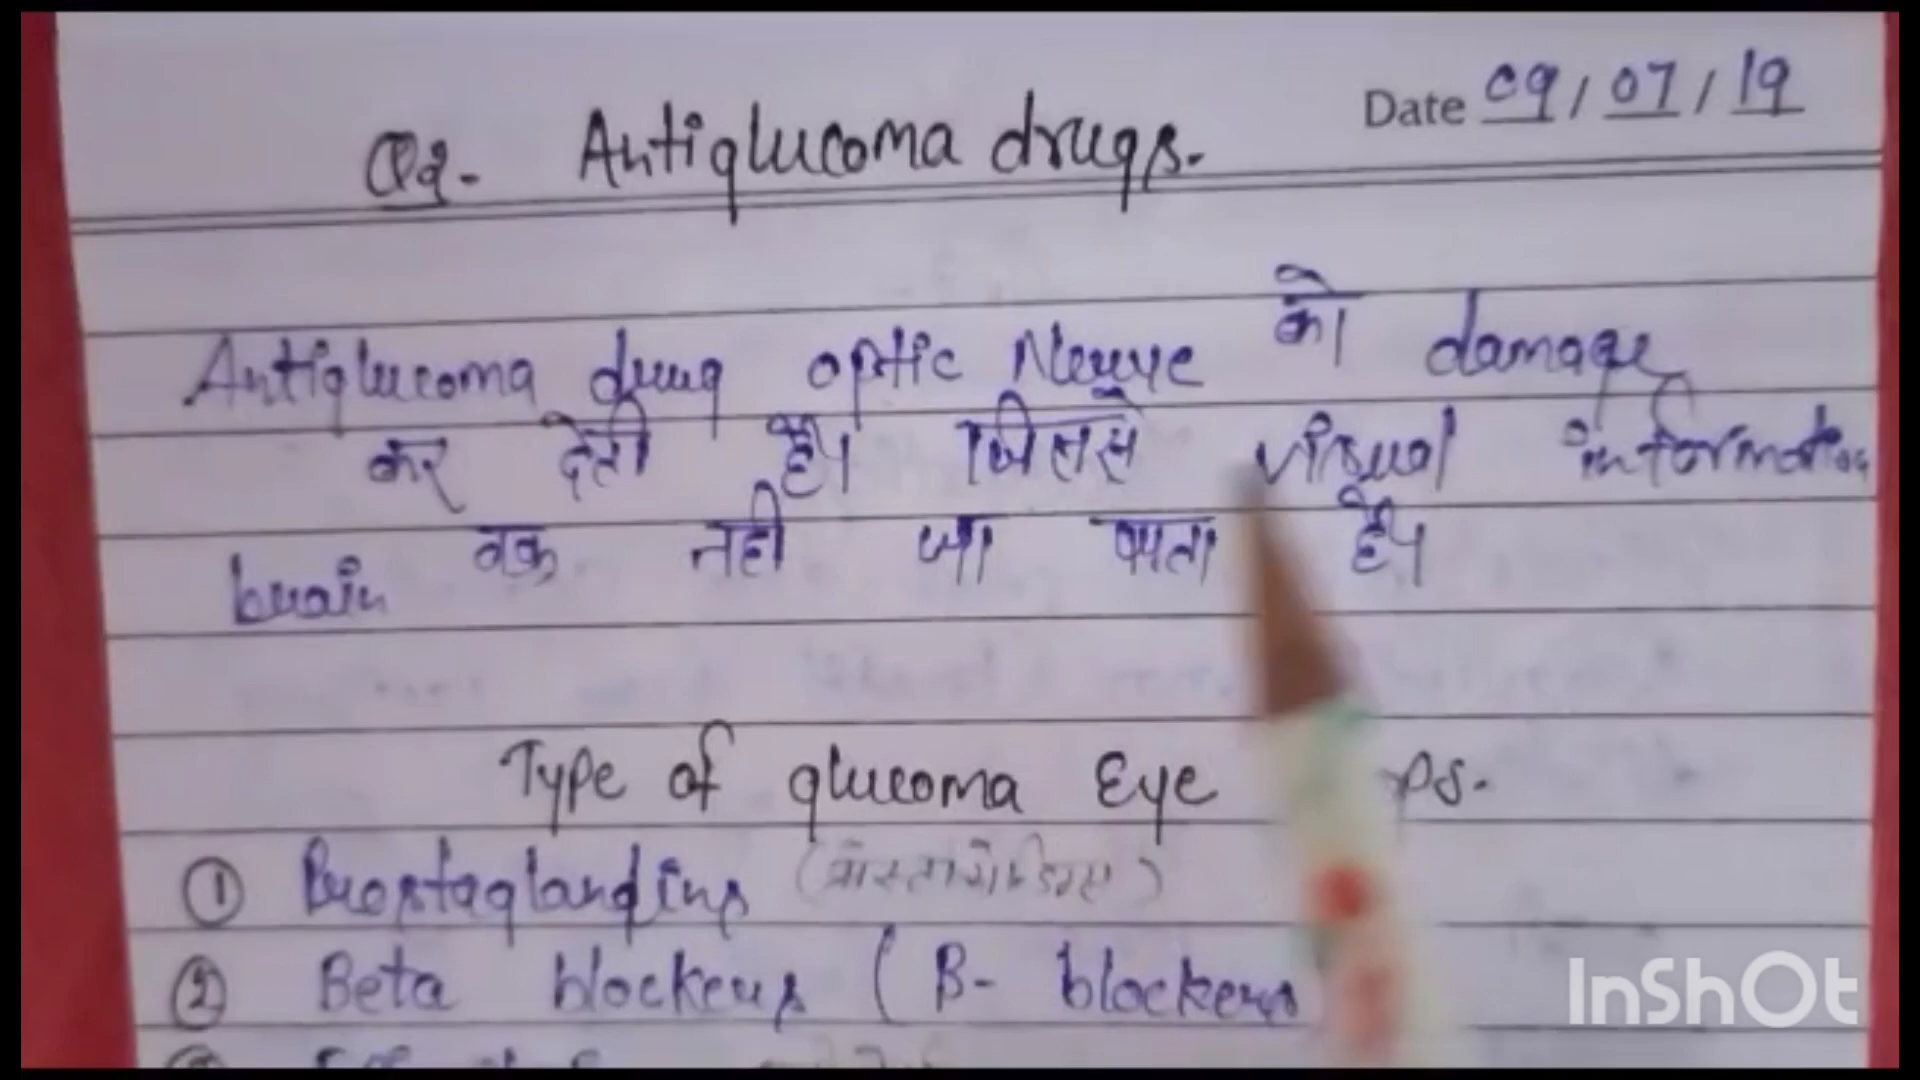 Date 09/07/19
Q2. Antiglucoma drugs.
Antiglucoma drug optic Nerve को damage
कर देती है। जिससे visual information
brain तक नही जा पाता है।
Type of glucoma Eye ps.
① Prostaglandins
② Beta blockers ( B- blockers
InShOt